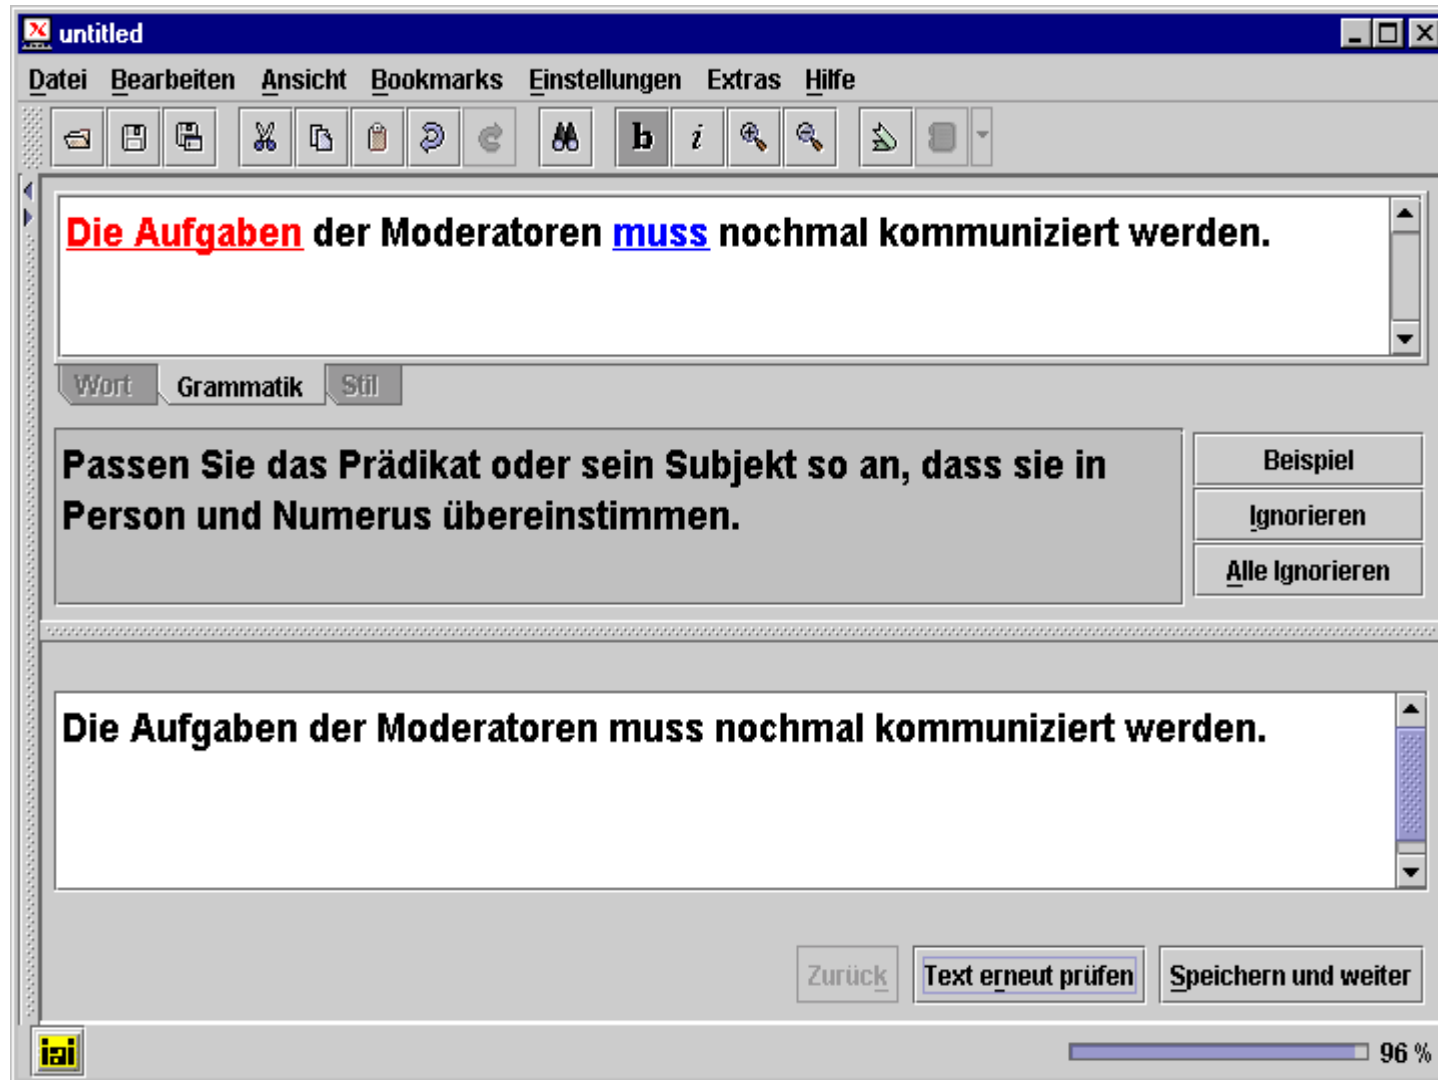 untitled
Datei Bearbeiten Ansicht Bookmarks Einstellungen Extras Hilfe
b i
Die Aufgaben der Moderatoren muss nochmal kommuniziert werden.
Wort Grammatik Stil
Passen Sie das Prädikat oder sein Subjekt so an, dass sie in
Person und Numerus übereinstimmen.
Beispiel
Ignorieren
Alle Ignorieren
Die Aufgaben der Moderatoren muss nochmal kommuniziert werden.
Zurück Text erneut prüfen Speichern und weiter
iai 96 %